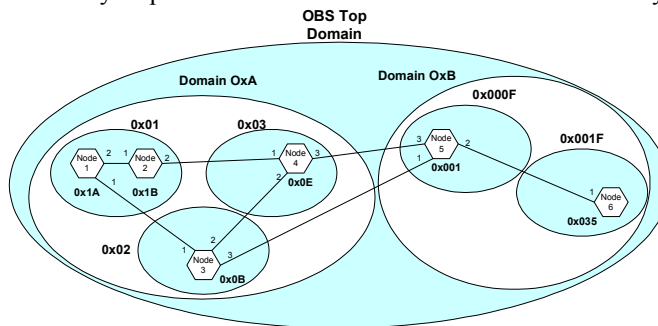 OBS Top
Domain
Domain OxA
Domain OxB
0x000F
0x01
0x03
0x001F
Node
1
2
1
0x1A
1
Node
2
2
0x1B
1
Node
4
3
2
0x0E
3
Node
5
2
1
0x001
1
Node
6
0x035
0x02
1
2
Node
3
3
0x0B